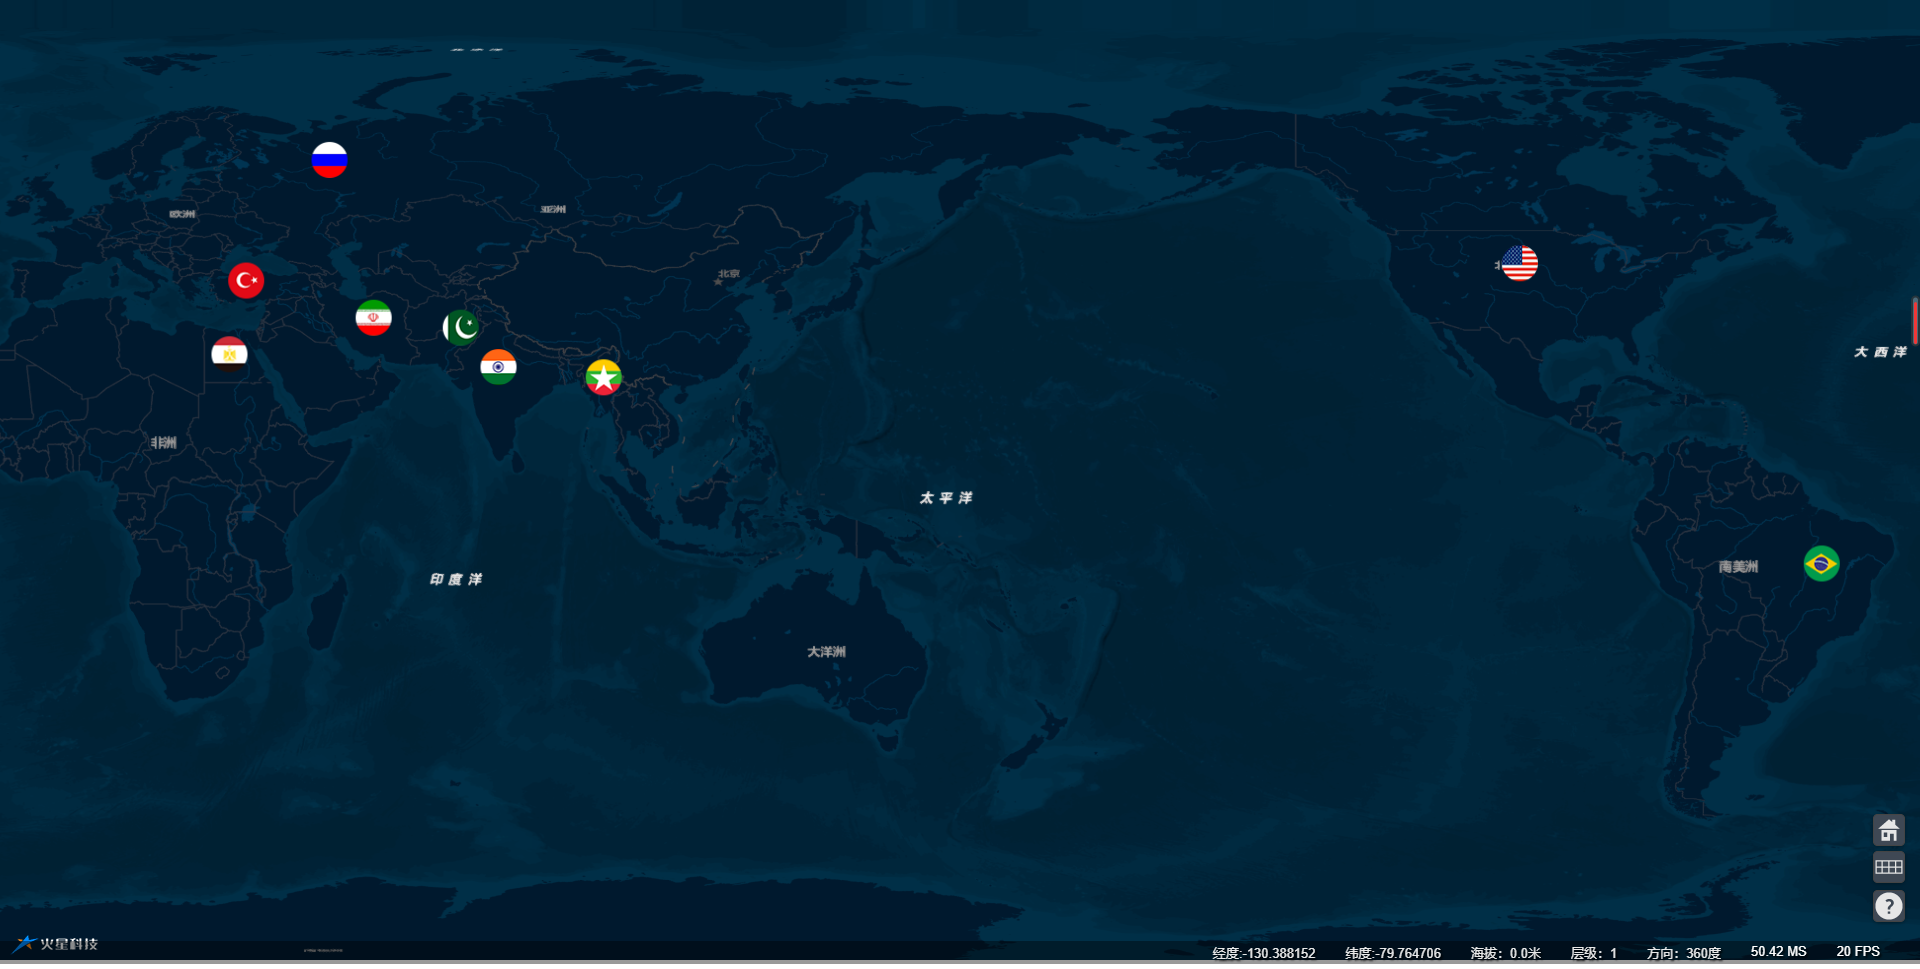 欧洲
亚洲
北京
大 西 洋
非洲
太 平 洋
南美洲
印 度 洋
大洋洲
火星科技
经度:-130.388152 纬度:-79.764706 海拔：0.0米 层级：1 方向：360度 50.42 MS 20 FPS